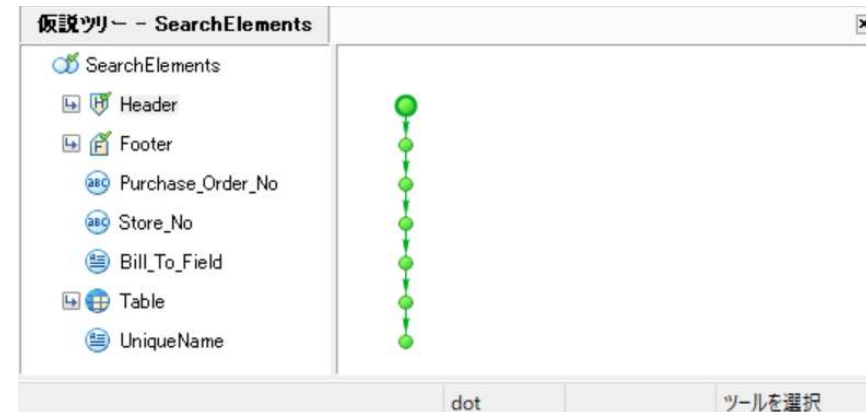 仮説ツリー - SearchElements
SearchElements
Header
Footer
Purchase_Order_No
Store_No
Bill_To_Field
Table
UniqueName
dot
ツールを選択